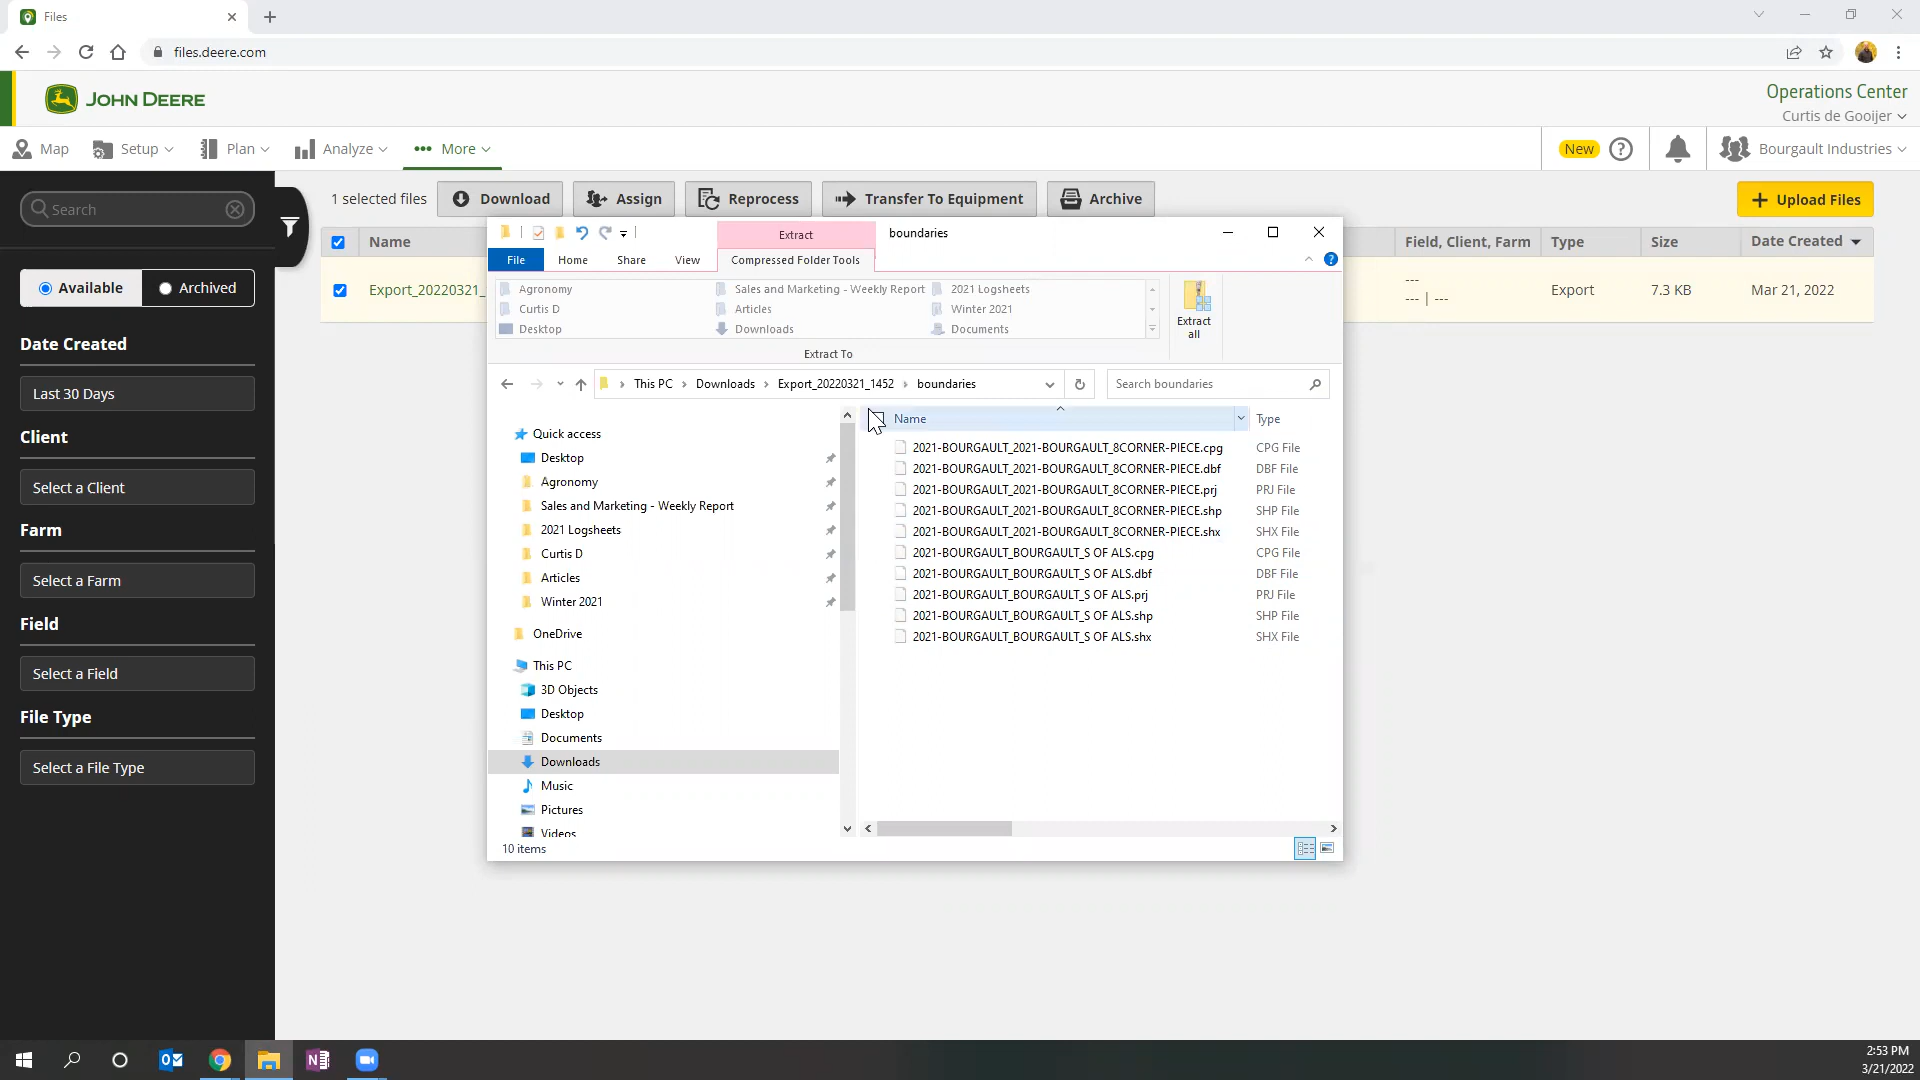 Files
files.deere.com
JOHN DEERE
Operations Center
Curtis de Gooijer
Map
Setup
Plan
Analyze
More
New
Bourgault Industries
Search
1 selected files
Download
Assign
Reprocess
Transfer To Equipment
Archive
Upload Files
Name
Field, Client, Farm
Type
Size
Date Created
Export_20220321_
---
--- | ---
Export
7.3 KB
Mar 21, 2022
Available
Archived
Date Created
Last 30 Days
Client
Select a Client
Farm
Select a Farm
Field
Select a Field
File Type
Select a File Type
Extract
boundaries
File
Home
Share
View
Compressed Folder Tools
Agronomy
Sales and Marketing - Weekly Report
2021 Logsheets
Curtis D
Articles
Winter 2021
Desktop
Downloads
Documents
Extract To
Extract
all
This PC
Downloads
Export_20220321_1452
boundaries
Search boundaries
Quick access
Desktop
Agronomy
Sales and Marketing - Weekly Report
2021 Logsheets
Curtis D
Articles
Winter 2021
OneDrive
This PC
3D Objects
Desktop
Documents
Downloads
Music
Pictures
Videos
Name
Type
2021-BOURGAULT_2021-BOURGAULT_8CORNER-PIECE.cpg CPG File
2021-BOURGAULT_2021-BOURGAULT_8CORNER-PIECE.dbf DBF File
2021-BOURGAULT_2021-BOURGAULT_8CORNER-PIECE.prj PRJ File
2021-BOURGAULT_2021-BOURGAULT_8CORNER-PIECE.shp SHP File
2021-BOURGAULT_2021-BOURGAULT_8CORNER-PIECE.shx SHX File
2021-BOURGAULT_BOURGAULT_S OF ALS.cpg CPG File
2021-BOURGAULT_BOURGAULT_S OF ALS.dbf DBF File
2021-BOURGAULT_BOURGAULT_S OF ALS.prj PRJ File
2021-BOURGAULT_BOURGAULT_S OF ALS.shp SHP File
2021-BOURGAULT_BOURGAULT_S OF ALS.shx SHX File
10 items
2:53 PM
3/21/2022